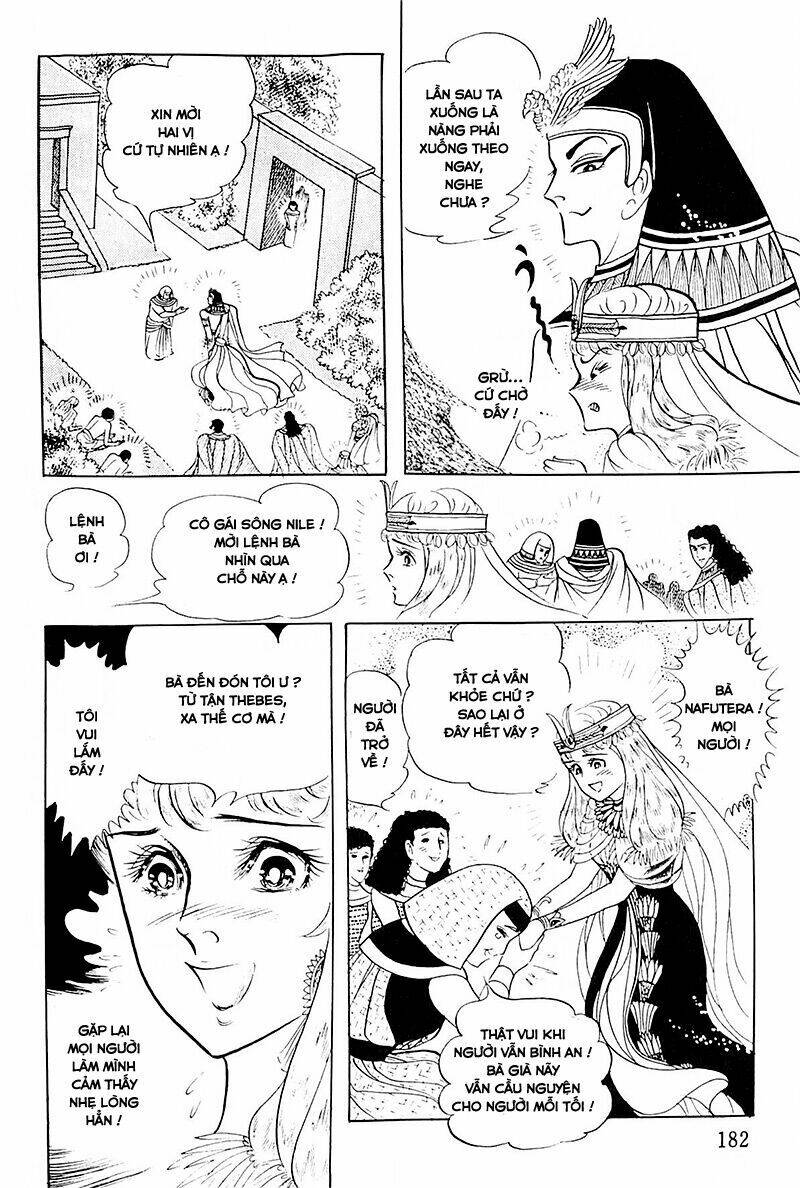 LẦN SAU TA
XUỐNG LÀ
NÀNG PHẢI
XUỐNG THEO
NGAY,
NGHE
CHƯA ?
GRỪ...
CỨ CHỜ
ĐẤY !
XIN MỜI
HAI VỊ
CỨ TỰ NHIÊN Ạ !
LỆNH
BÀ
ƠI !
CÔ GÁI SÔNG NILE !
MỜI LỆNH BÀ
NHÌN QUA
CHỖ NÀY Ạ !
BÀ
NAFUTERA !
MỌI
NGƯỜI !
TẤT CẢ VẪN
KHỎE CHỨ ?
SAO LẠI Ở
ĐÂY HẾT VẬY ?
NGƯỜI
ĐÃ
TRỞ
VỀ !
THẬT VUI KHI
NGƯỜI VẪN BÌNH AN !
BÀ GIÀ NÀY
VẪN CẦU NGUYỆN
CHO NGƯỜI MỖI TỐI !
BÀ ĐẾN ĐÓN TÔI Ư ?
TỪ TẬN THEBES,
XA THẾ CƠ MÀ !
TÔI
VUI
LẮM
ĐẤY !
GẶP LẠI
MỌI NGƯỜI
LÀM MÌNH
CẢM THẤY
NHẸ LÒNG
HẲN !
182